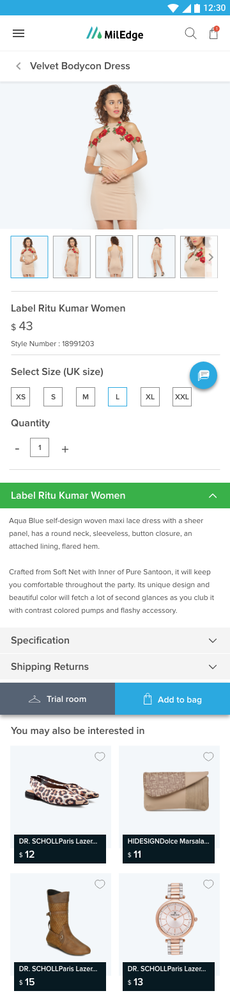 12:30
MilEdge
1
Velvet Bodycon Dress
Label Ritu Kumar Women
$ 43
Style Number : 18991203
Select Size (UK size)
XS S M L XL XXL
Quantity
- 1 +
Label Ritu Kumar Women
Aqua Blue self-design woven maxi lace dress with a sheer
panel, has a round neck, sleeveless, button closure, an
attached lining, flared hem.
Crafted from Soft Net with Inner of Pure Santoon, it will keep
you comfortable throughout the party. Its unique design and
beautiful color will fetch a lot of second glances as you club it
with contrast colored pumps and flashy accessory.
Specification
Shipping Returns
Trial room Add to bag
You may also be interested in
DR. SCHOLLParis Lazer... HIDESIGNDolce Marsala...
$ 12 $ 11
DR. SCHOLLParis Lazer... DR. SCHOLLParis Lazer...
$ 15 $ 13